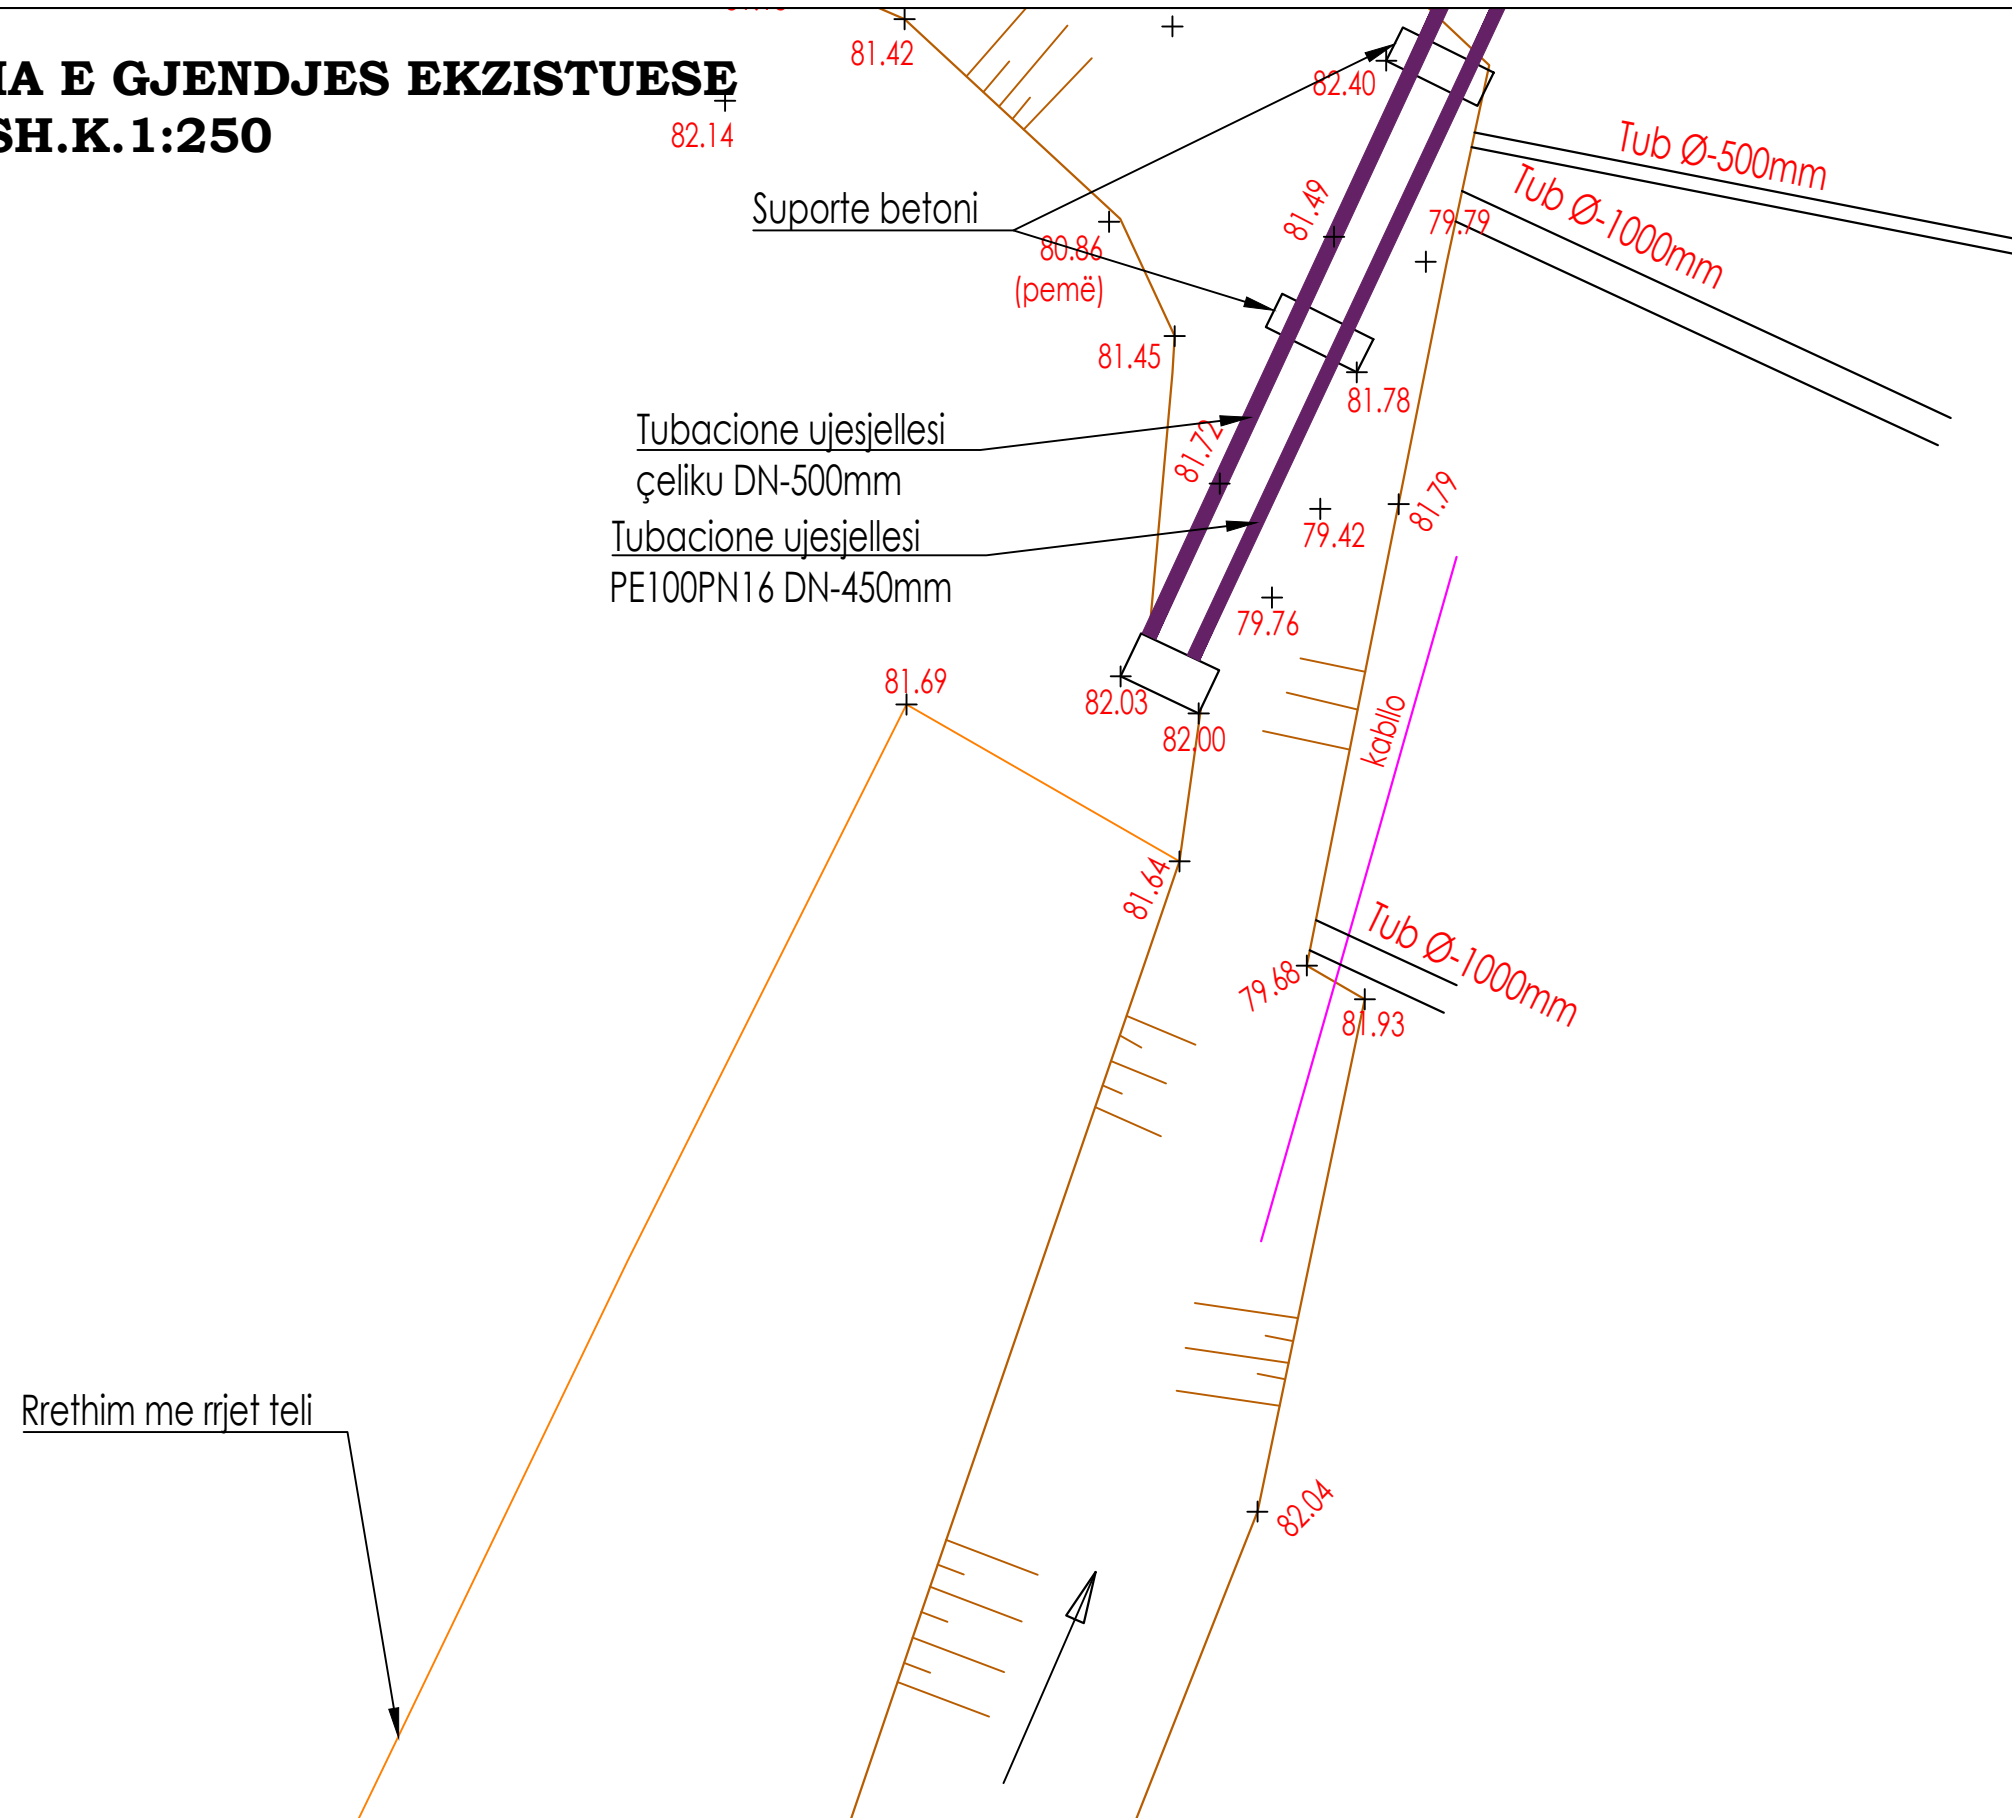 81.42
E GJENDJES EKZISTUESE
SH.K.1:250
82.14
82.40
Tub Ø-500mm
Tub Ø-1000mm
Suporte betoni
81.49
79.79
80.86
(pemë)
81.45
81.78
Tubacione ujesjellesi
çeliku DN-500mm
81.72
81.79
79.42
Tubacione ujesjellesi
PE100PN16 DN-450mm
79.76
81.69
82.03
82.00
kabllo
81.64
Tub Ø-1000mm
79.68
81.93
Rrethim me rrjet teli
82.04